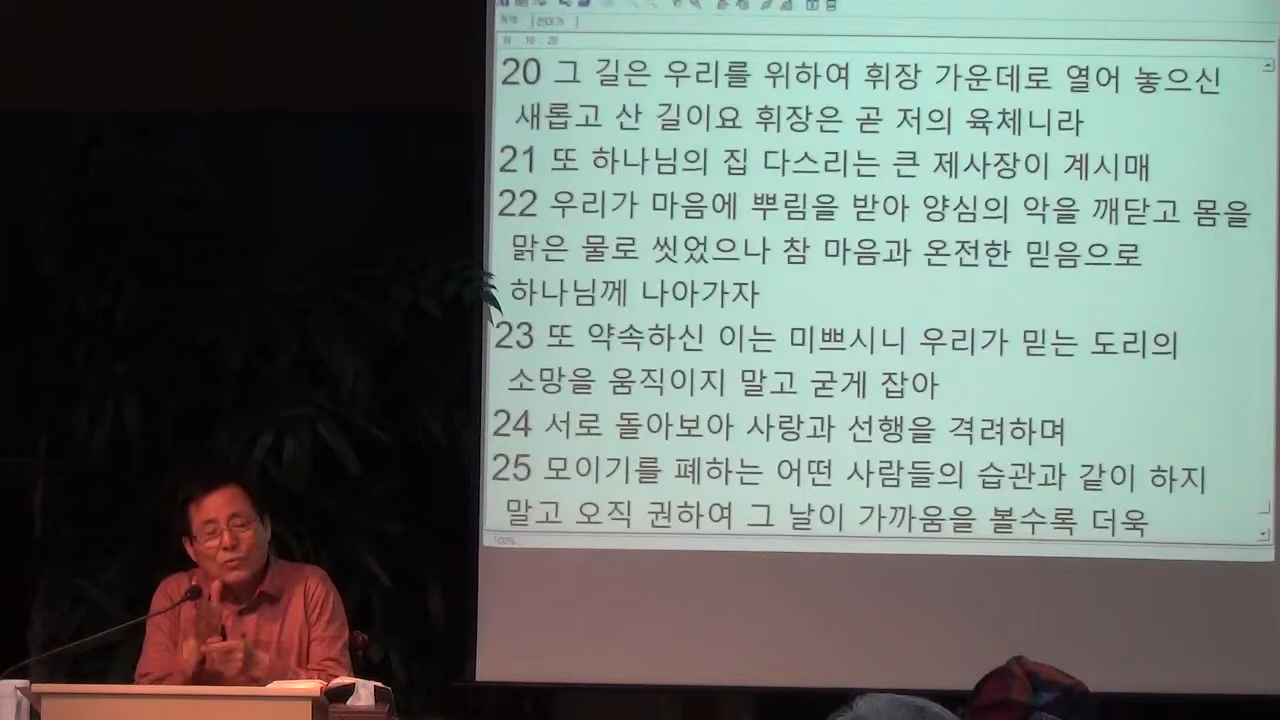 히 10 : 20
20 그 길은 우리를 위하여 휘장 가운데로 열어 놓으신
새롭고 산 길이요 휘장은 곧 저의 육체니라
21 또 하나님의 집 다스리는 큰 제사장이 계시매
22 우리가 마음에 뿌림을 받아 양심의 악을 깨닫고 몸을
맑은 물로 씻었으나 참 마음과 온전한 믿음으로
하나님께 나아가자
23 또 약속하신 이는 미쁘시니 우리가 믿는 도리의
소망을 움직이지 말고 굳게 잡아
24 서로 돌아보아 사랑과 선행을 격려하며
25 모이기를 폐하는 어떤 사람들의 습관과 같이 하지
말고 오직 권하여 그 날이 가까움을 볼수록 더욱
100%